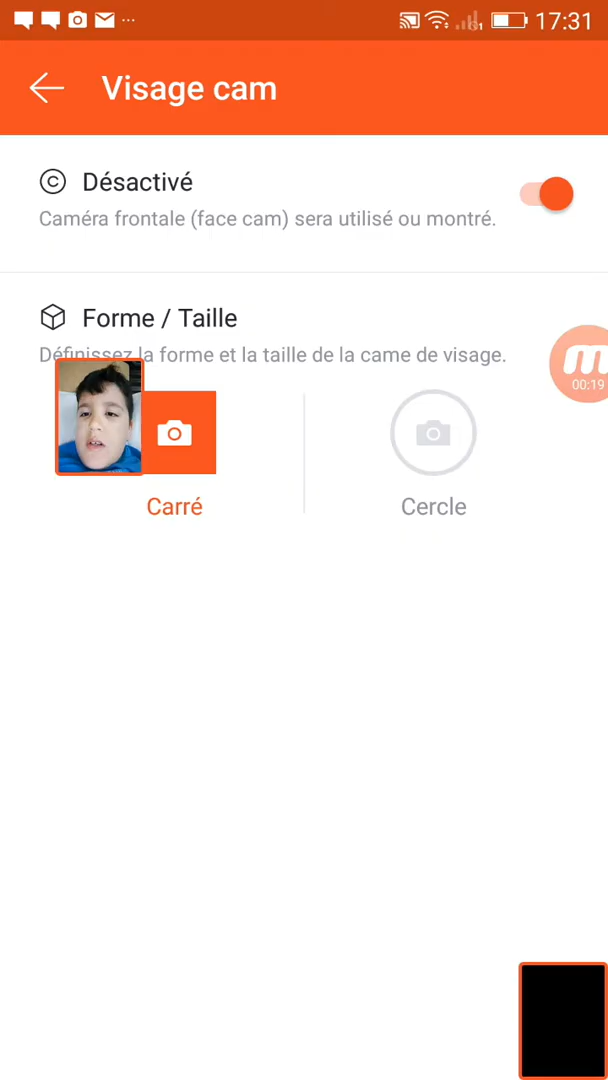 17:31
Visage cam
Désactivé
Caméra frontale (face cam) sera utilisé ou montré.
Forme / Taille
Définissez la forme et la taille de la came de visage.
00:19
Carré
Cercle